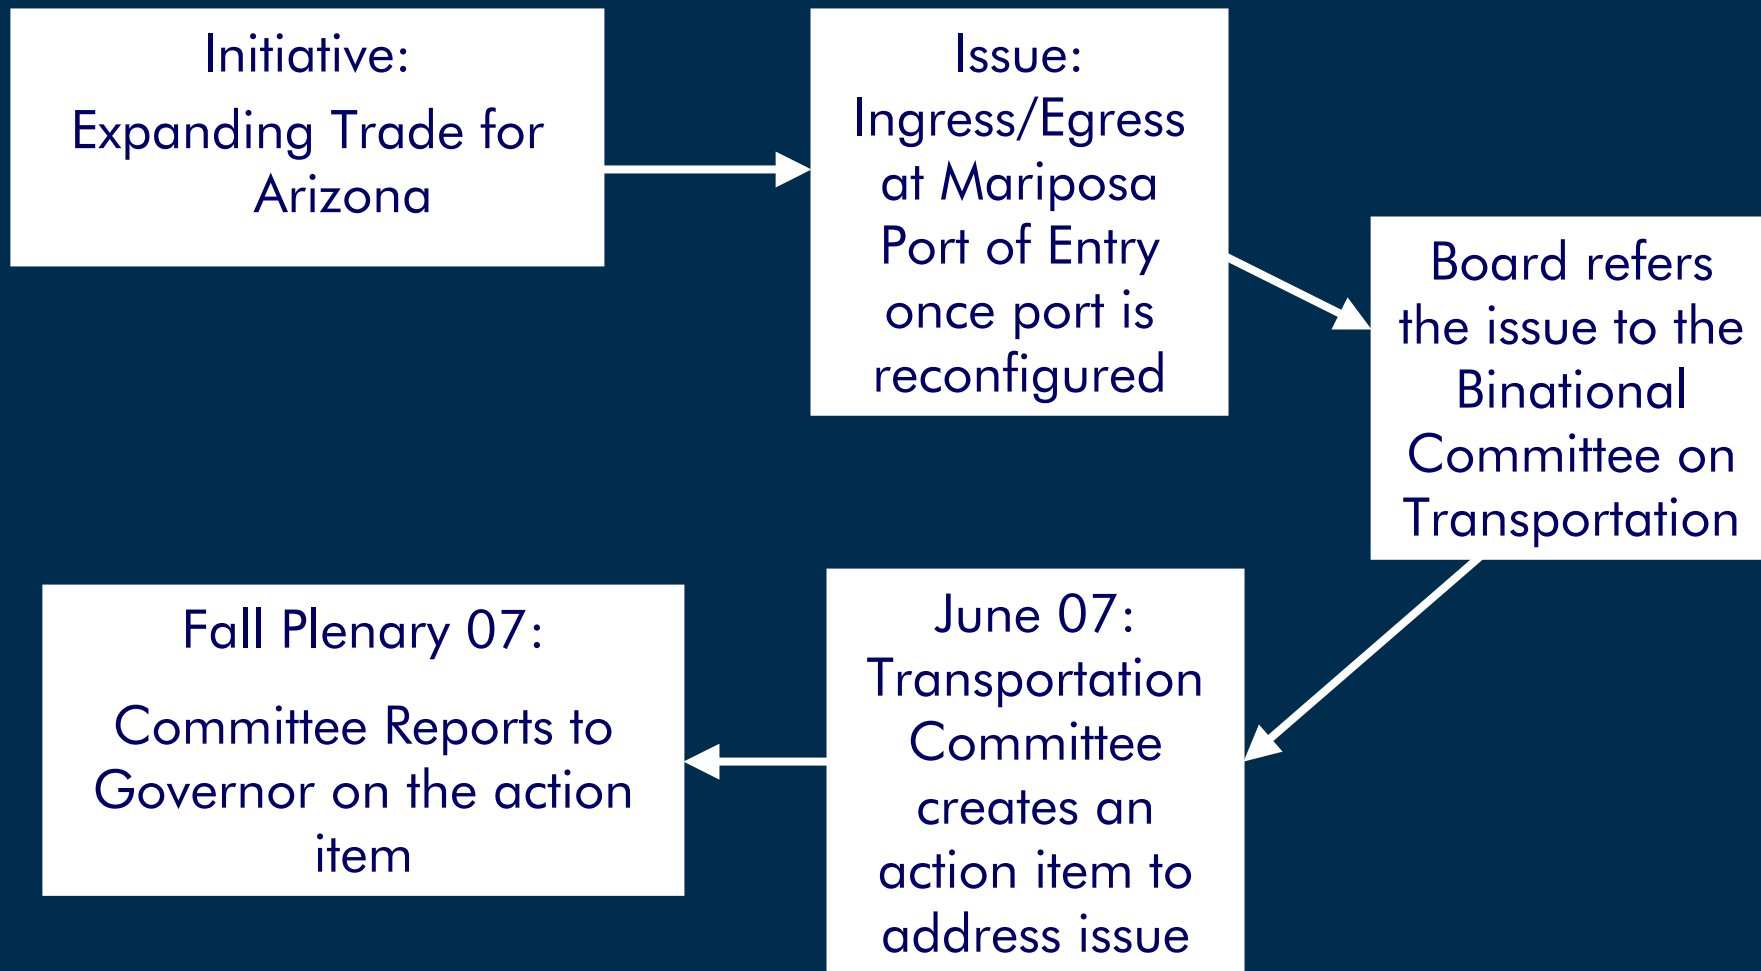 Initiative:
Expanding Trade for
Arizona
Issue:
Ingress/Egress
at Mariposa
Port of Entry
once port is
reconfigured
Board refers
the issue to the
Binational
Committee on
Transportation
June 07:
Transportation
Committee
creates an
action item to
address issue
Fall Plenary 07:
Committee Reports to
Governor on the action
item